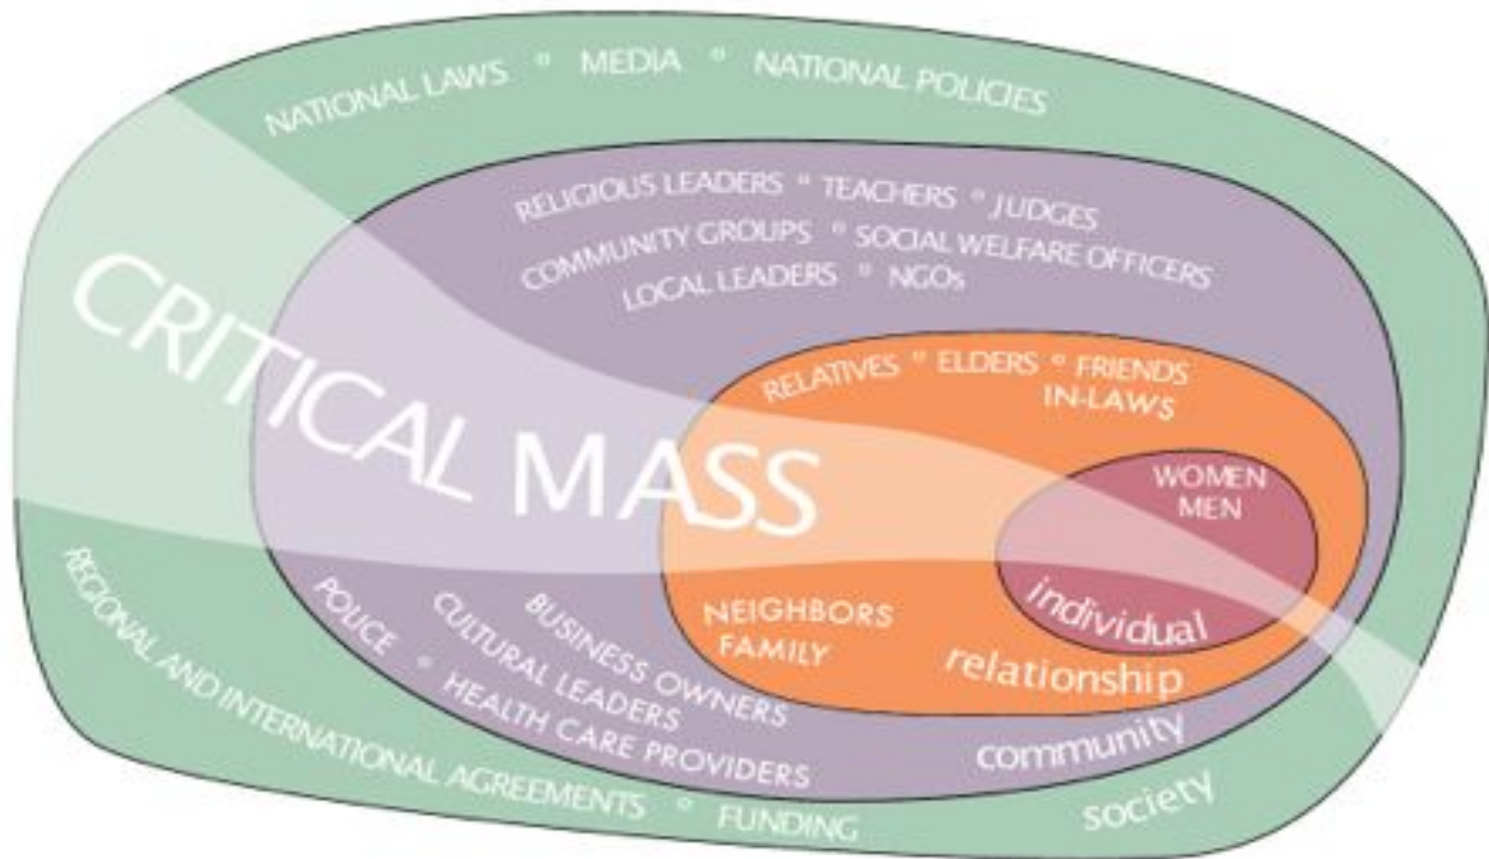 NATIONAL LAWS ° MEDIA ° NATIONAL POLICIES
RELIGIOUS LEADERS ° TEACHERS ° JUDGES
COMMUNITY GROUPS ° SOCIAL WELFARE OFFICERS
LOCAL LEADERS ° NGOs
CRITICAL MASS
RELATIVES ° ELDERS ° FRIENDS
IN-LAWS
WOMEN
MEN
individual
NEIGHBORS
FAMILY
relationship
BUSINESS OWNERS
CULTURAL LEADERS
POLICE ° HEALTH CARE PROVIDERS
community
REGIONAL AND INTERNATIONAL AGREEMENTS ° FUNDING
society